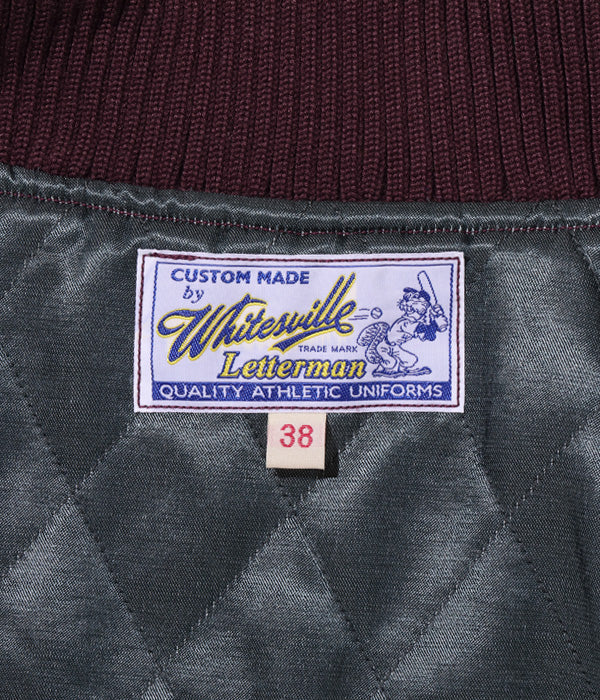 CUSTOM MADE
by
Whitesville
TRADE MARK
Letterman
QUALITY ATHLETIC UNIFORMS
38